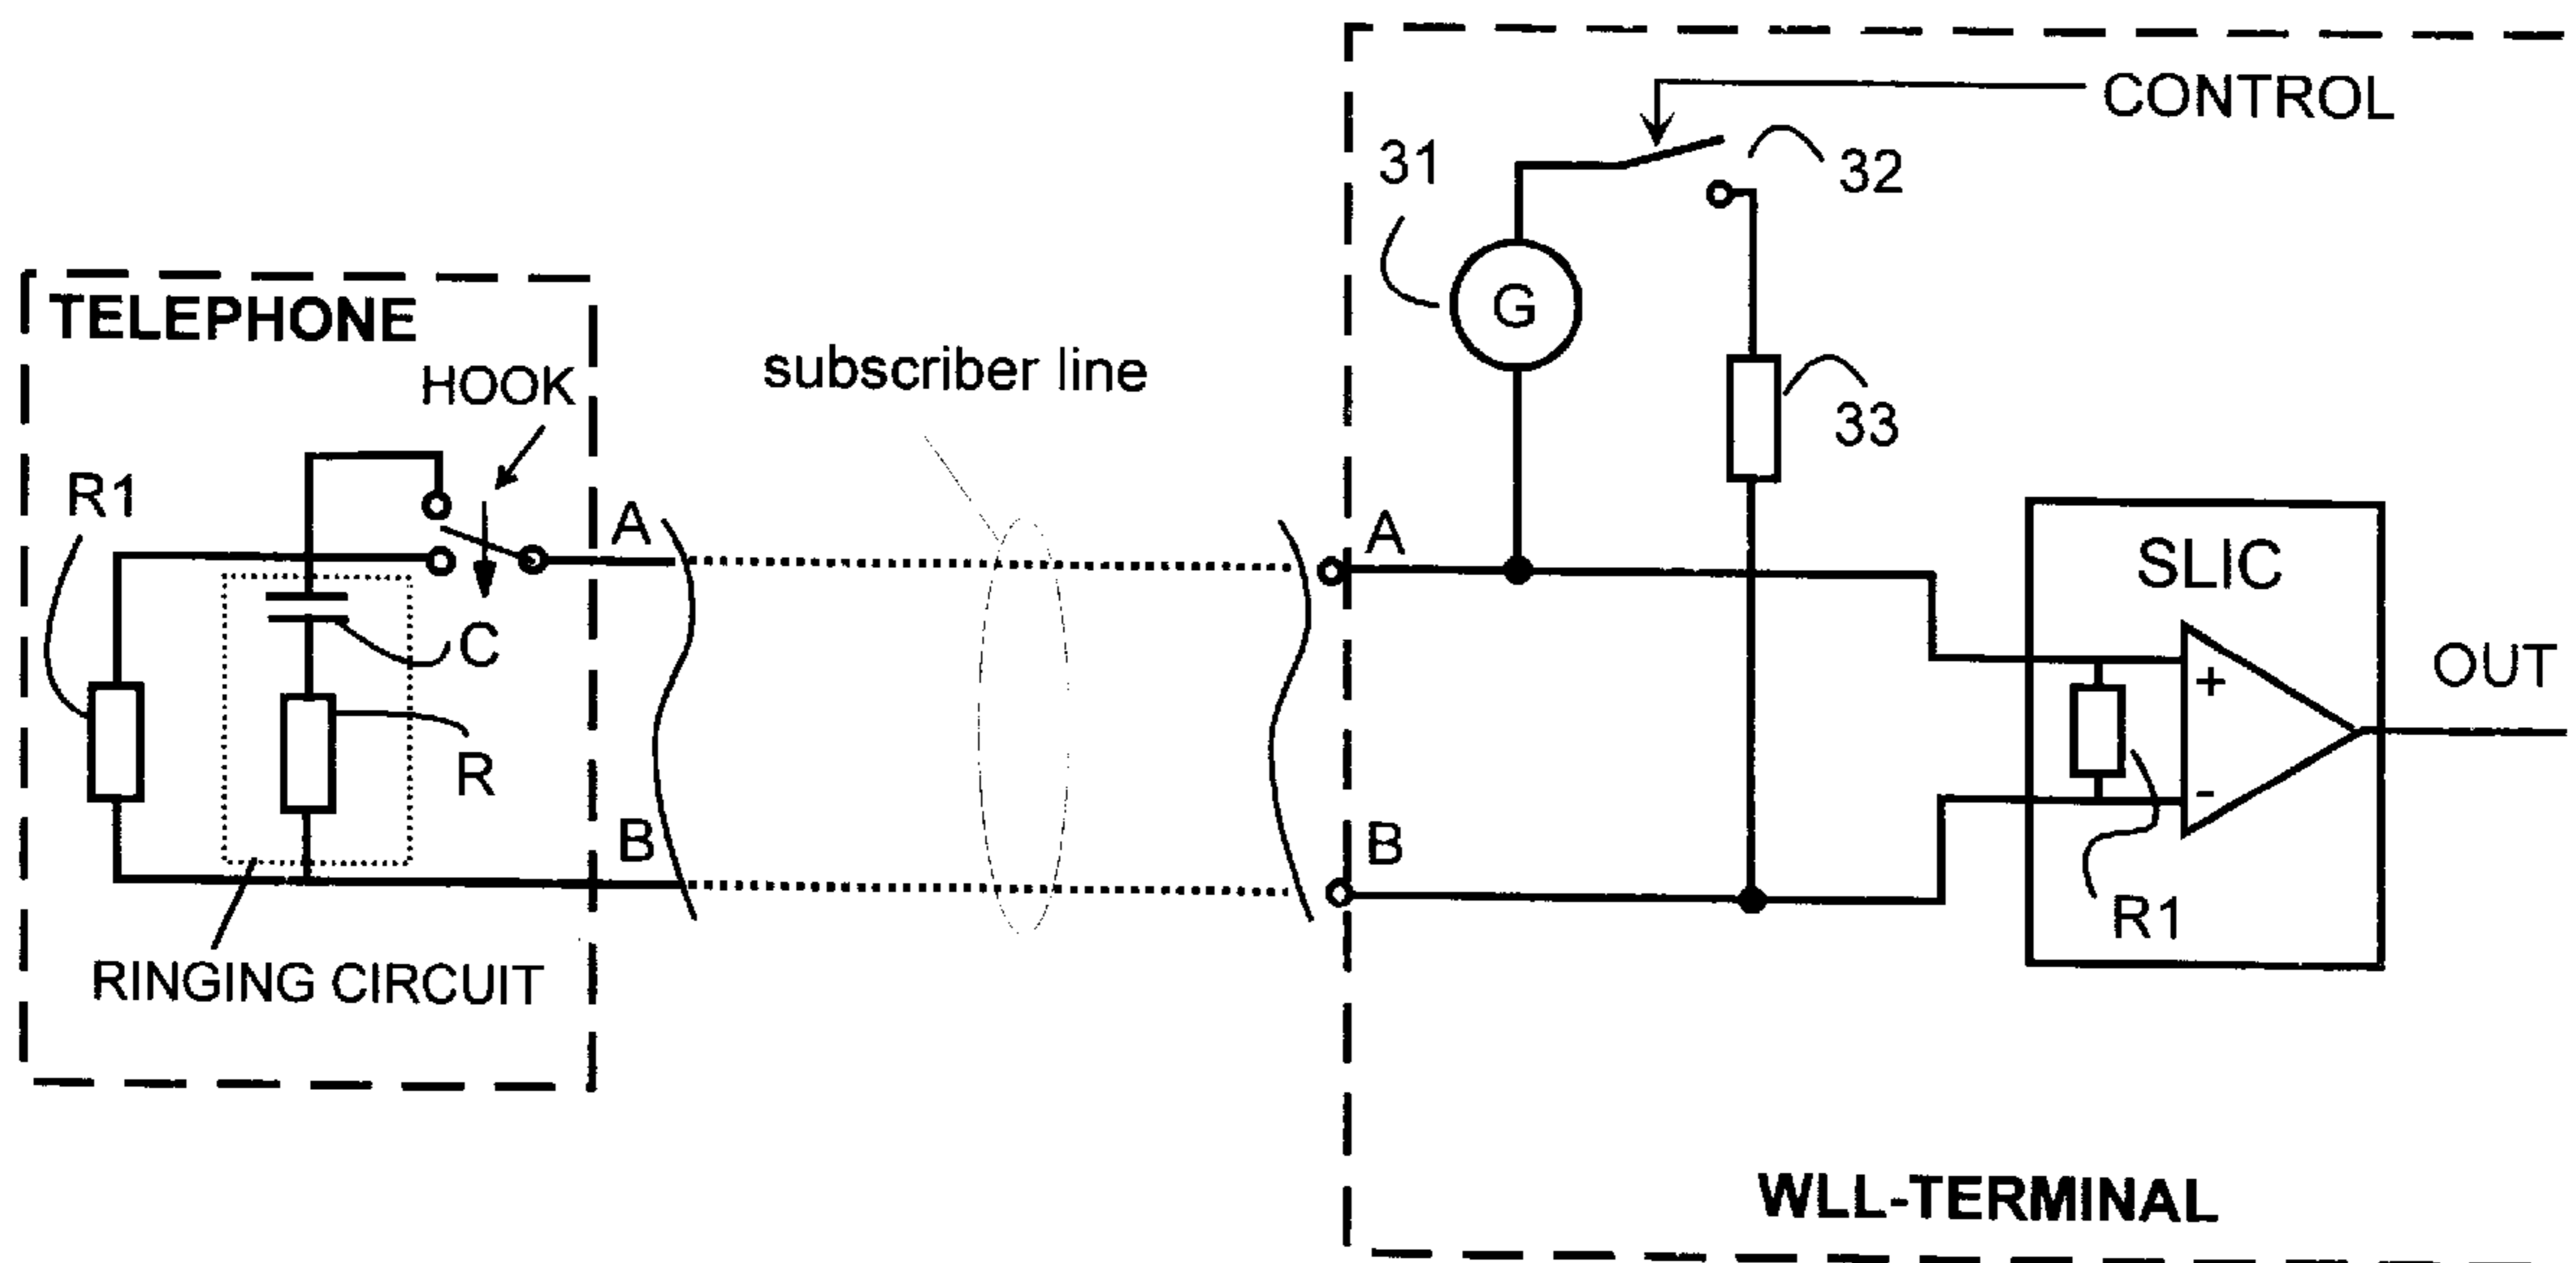 CONTROL
31
32
G
TELEPHONE
HOOK
subscriber line
33
R1
A
A
SLIC
C
+
OUT
R
-
B
B
R1
RINGING CIRCUIT
WLL-TERMINAL